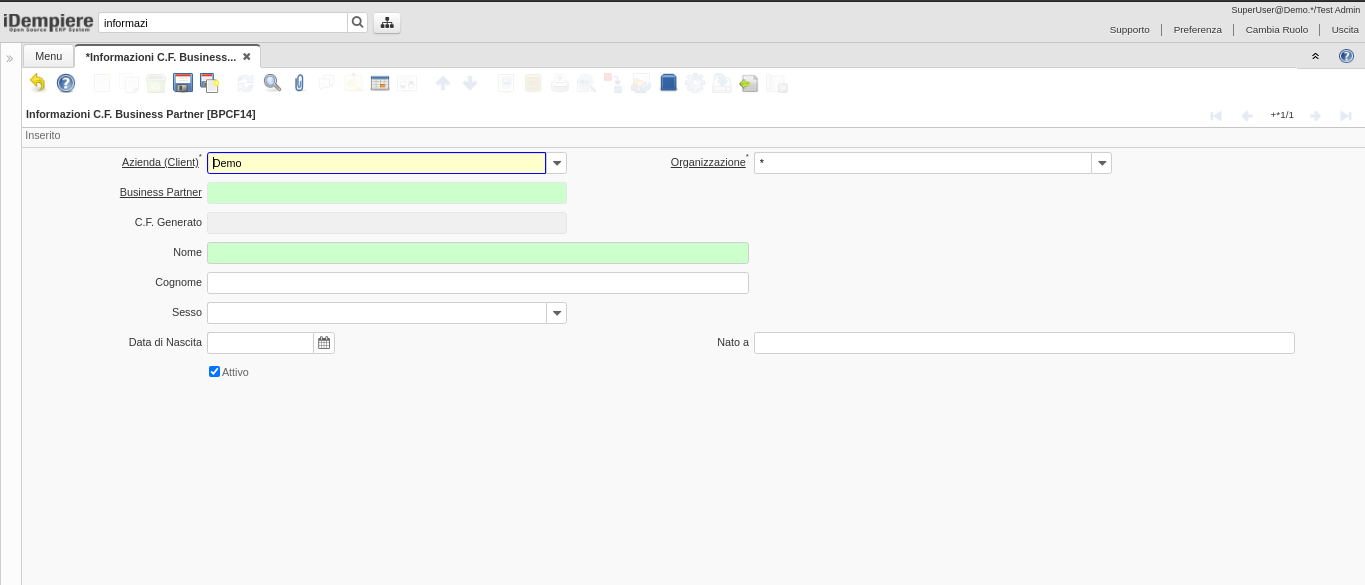 SuperUser@Demo.*/Test Admin
iDempiere
Open Source ERP System
informazi
Supporto
Preferenza
Cambia Ruolo
Uscita
»
Menu
*Informazioni C.F. Business...
Informazioni C.F. Business Partner [BPCF14]
+*1/1
Inserito
Azienda (Client)* Demo
Organizzazione* *
Business Partner
C.F. Generato
Nome
Cognome
Sesso
Data di Nascita
Nato a
Attivo